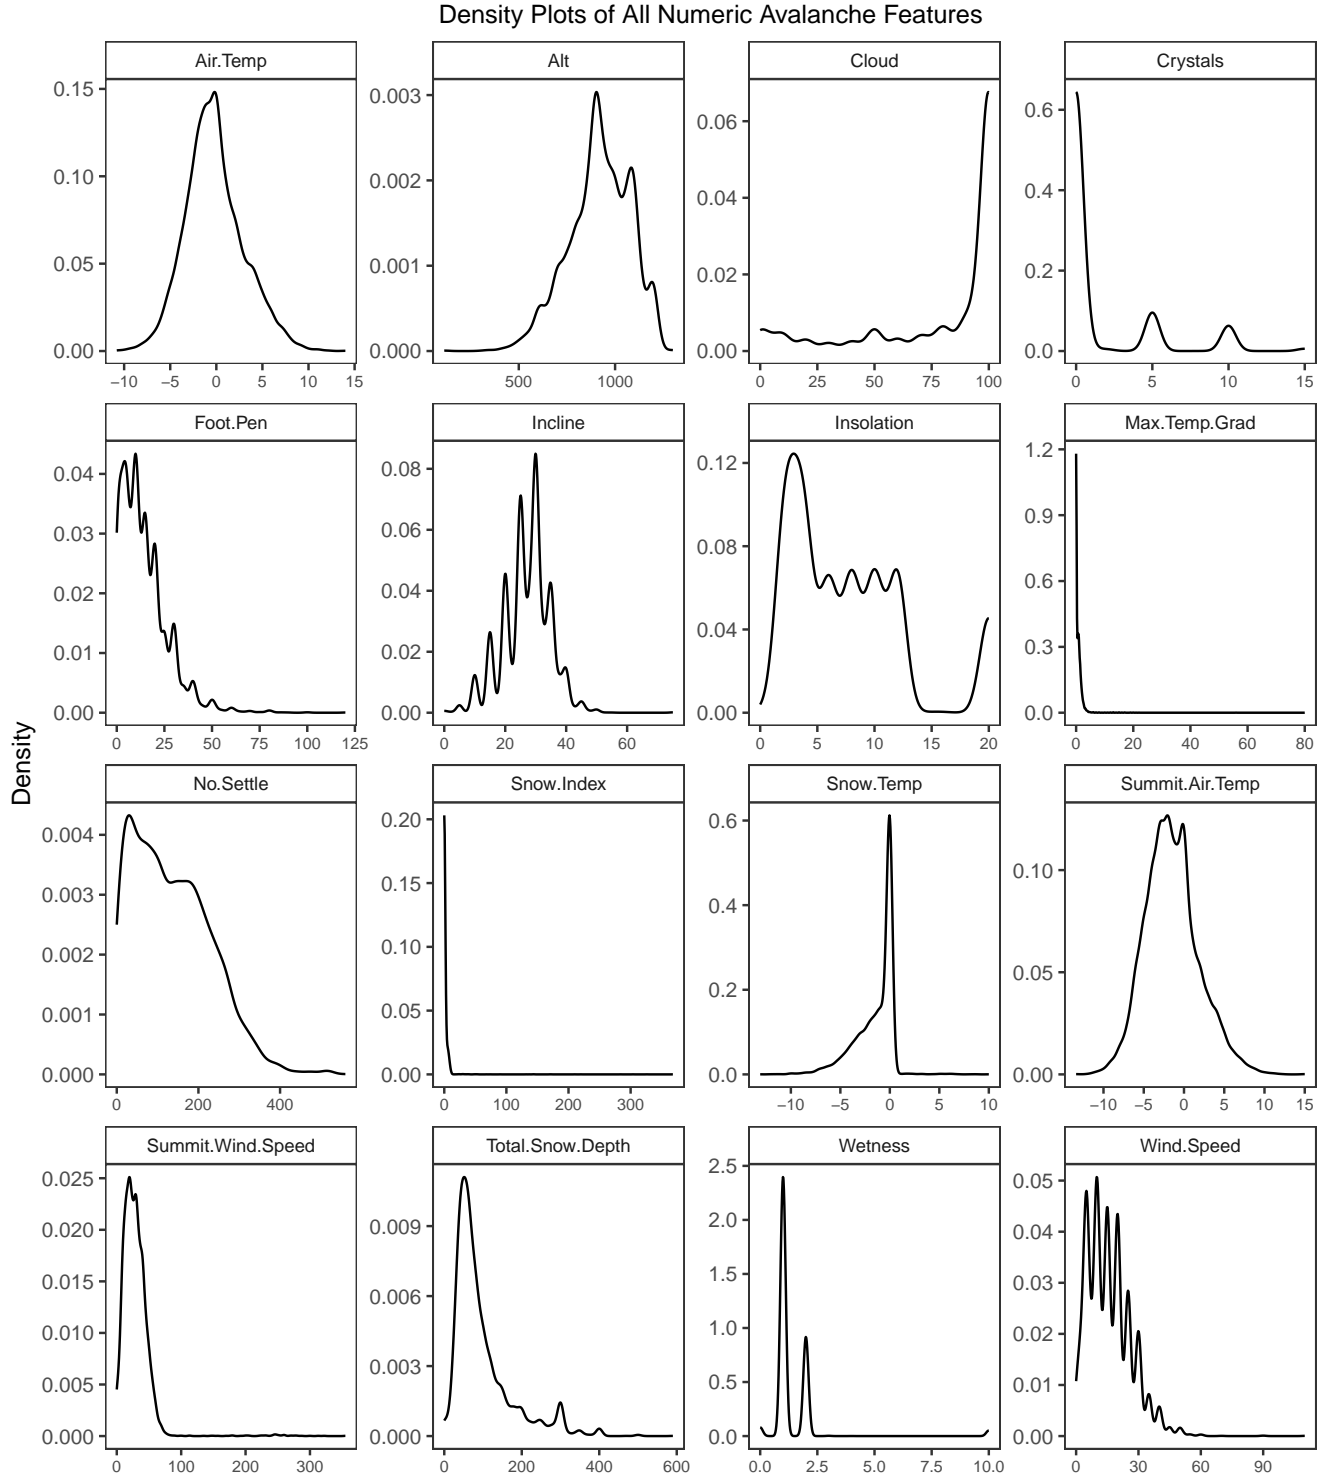 Density Plots of All Numeric Avalanche Features
Air.Temp Alt Cloud Crystals
0.15 0.003 0.06 0.6
0.10 0.002 0.04 0.4
0.05 0.001 0.02 0.2
0.00 0.000 0.00 0.0
−10 −5 0 5 10 15 500 1000 0 25 50 75 100 0 5 10 15
Foot.Pen Incline Insolation Max.Temp.Grad
0.04 0.08 0.12 1.2
0.03 0.06 0.08 0.9
0.02 0.04 0.04 0.6
0.01 0.02 0.00 0.3
0.00 0.00 0.0
0 25 50 75 100 125 0 20 40 60 0 5 10 15 20 0 20 40 60 80
Density
No.Settle Snow.Index Snow.Temp Summit.Air.Temp
0.004 0.20 0.6 0.10
0.003 0.15 0.4 0.05
0.002 0.10 0.2 0.00
0.001 0.05 0.0
0.000 0.00
0 200 400 0 100 200 300 −10 −5 0 5 10 −10 −5 0 5 10 15
Summit.Wind.Speed Total.Snow.Depth Wetness Wind.Speed
0.025 0.009 2.5 0.05
0.020 0.006 2.0 0.04
0.015 0.003 1.5 0.03
0.010 0.000 1.0 0.02
0.005 0.5 0.01
0.000 0.0 0.00
0 100 200 300 0 200 400 600 0.0 2.5 5.0 7.5 10.0 0 30 60 90